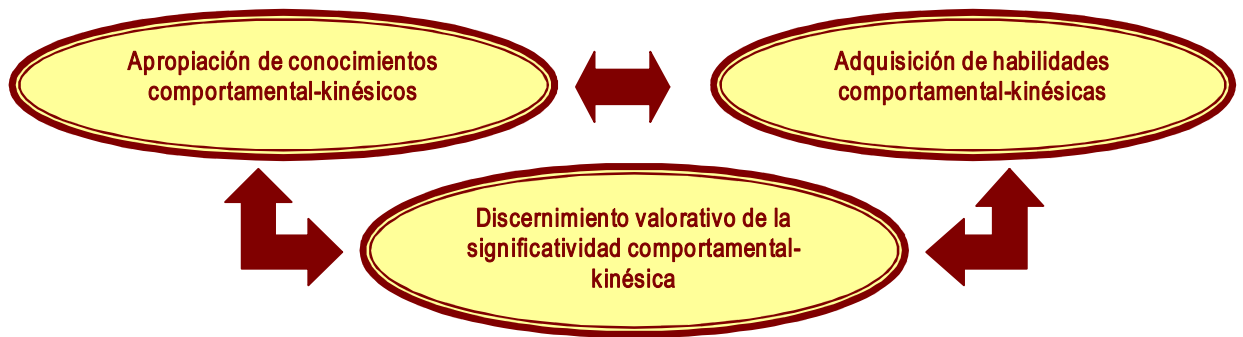 Apropiación de conocimientos
comportamental-kinésicos
Adquisición de habilidades
comportamental-kinésicas
Discernimiento valorativo de la
significatividad comportamental-
kinésica